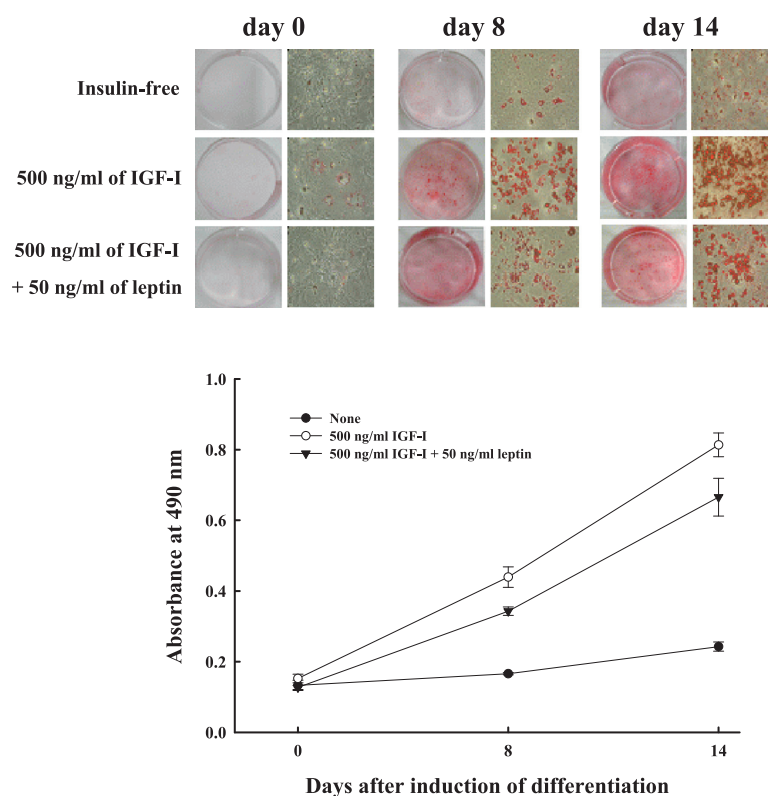 day 0 day 8 day 14
Insulin-free
500 ng/ml of IGF-I
500 ng/ml of IGF-I
+ 50 ng/ml of leptin
1.0
None
500 ng/ml IGF-I
500 ng/ml IGF-I + 50 ng/ml leptin
0.8
0.6
0.4
0.2
0.0
Absorbance at 490 nm
0 8 14
Days after induction of differentiation